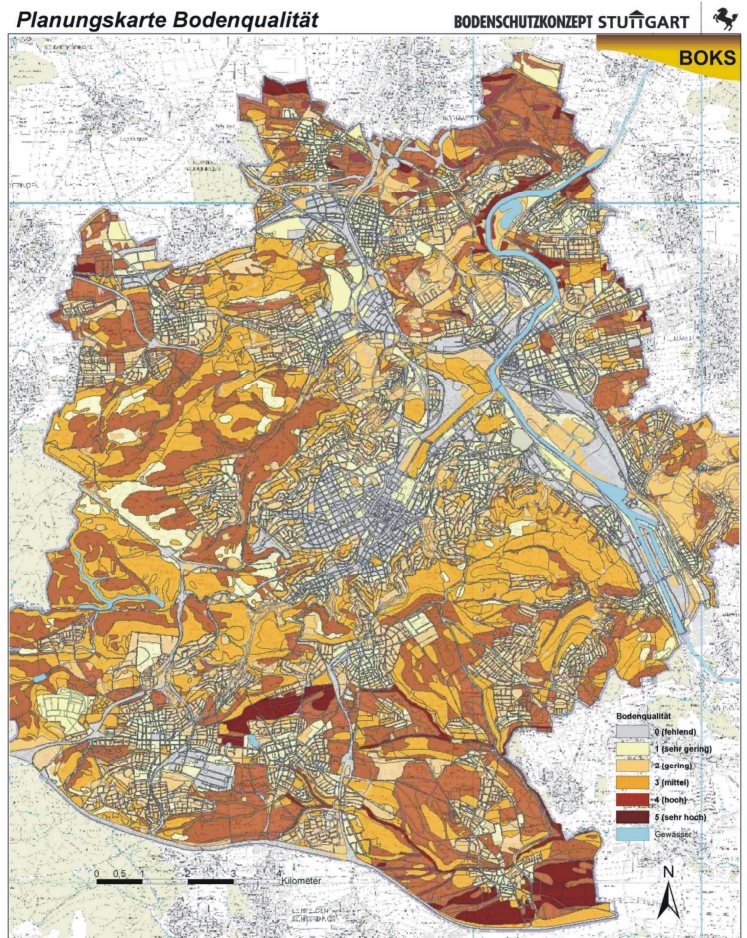 Planungskarte Bodenqualität
BODENSCHUTZKONZEPT STUTTGART
BOKS
Bodenqualität
0 (fehlend)
1 (sehr gering)
2 (gering)
3 (mittel)
4 (hoch)
5 (sehr hoch)
Gewässer
N
0 0,5 1 2 3 4
Kilometer